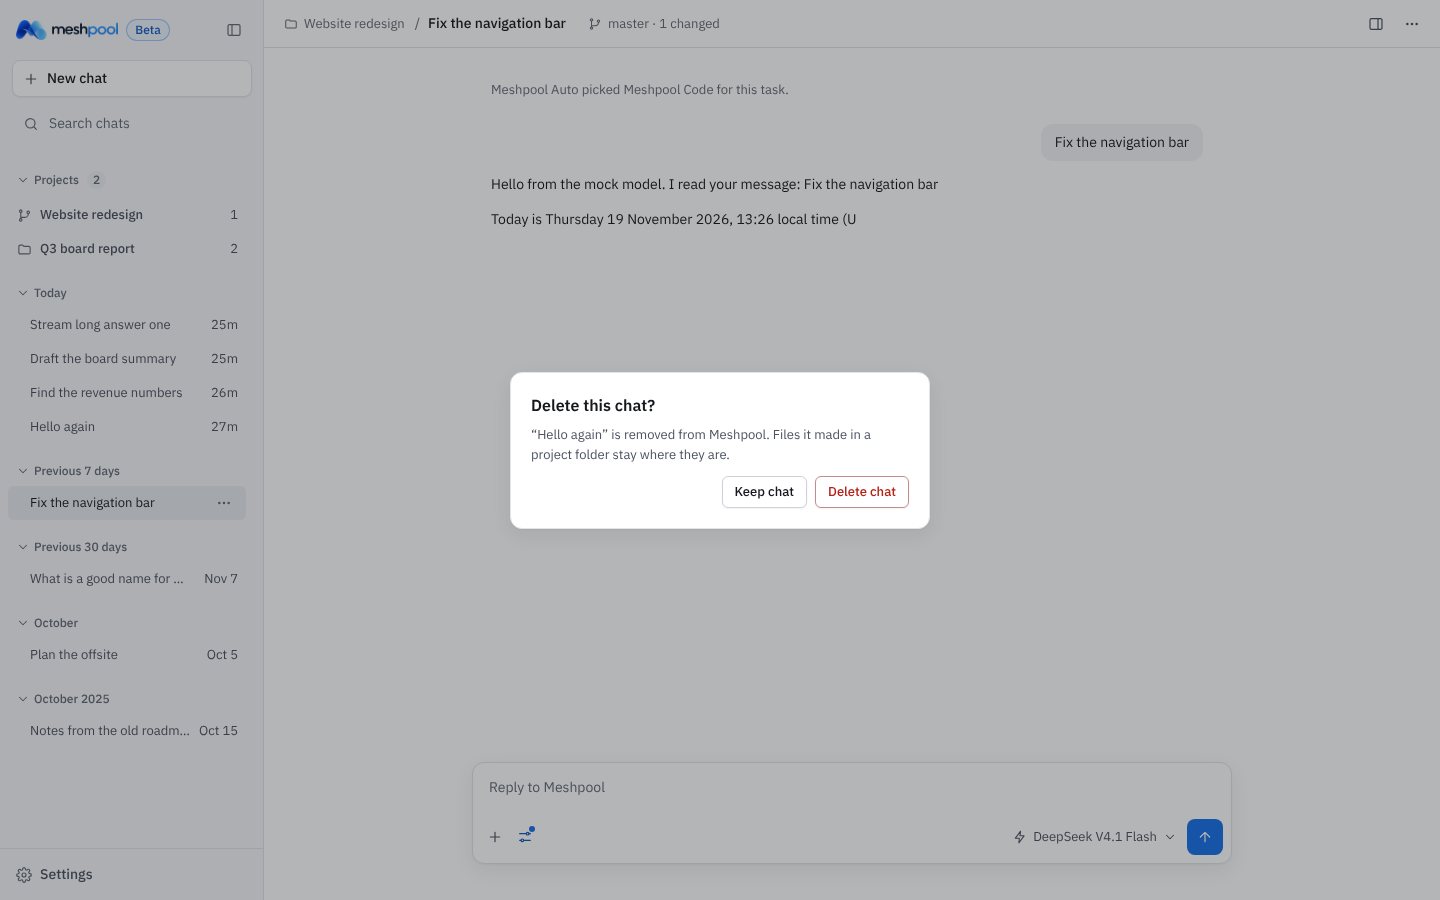 meshpool Beta
New chat
Search chats
Projects 2
Website redesign 1
Q3 board report 2
Today
Stream long answer one 25m
Draft the board summary 25m
Find the revenue numbers 26m
Hello again 27m
Previous 7 days
Fix the navigation bar
Previous 30 days
What is a good name for ... Nov 7
October
Plan the offsite Oct 5
October 2025
Notes from the old roadm... Oct 15
Settings
Website redesign / Fix the navigation bar master · 1 changed
Meshpool Auto picked Meshpool Code for this task.
Fix the navigation bar
Hello from the mock model. I read your message: Fix the navigation bar
Today is Thursday 19 November 2026, 13:26 local time (U
Delete this chat?
“Hello again” is removed from Meshpool. Files it made in a
project folder stay where they are.
Keep chat Delete chat
Reply to Meshpool
DeepSeek V4.1 Flash